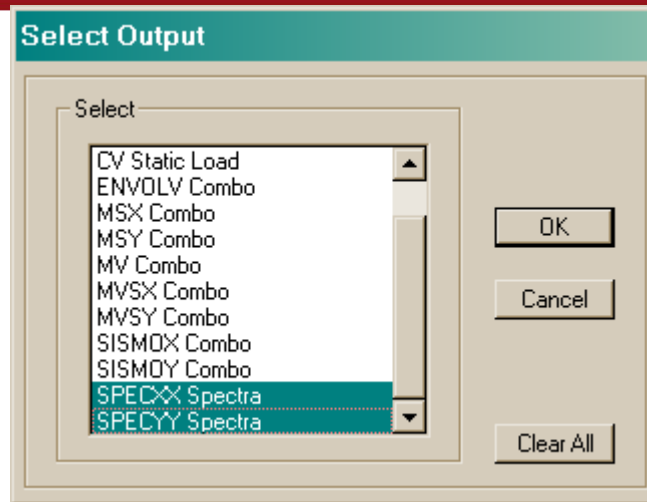 Select Output
Select
CV Static Load
ENVOLV Combo
MSX Combo
MSY Combo
MV Combo
MVSX Combo
MVSY Combo
SISMOX Combo
SISMOY Combo
SPECXX Spectra
SPECYY Spectra
OK
Cancel
Clear All